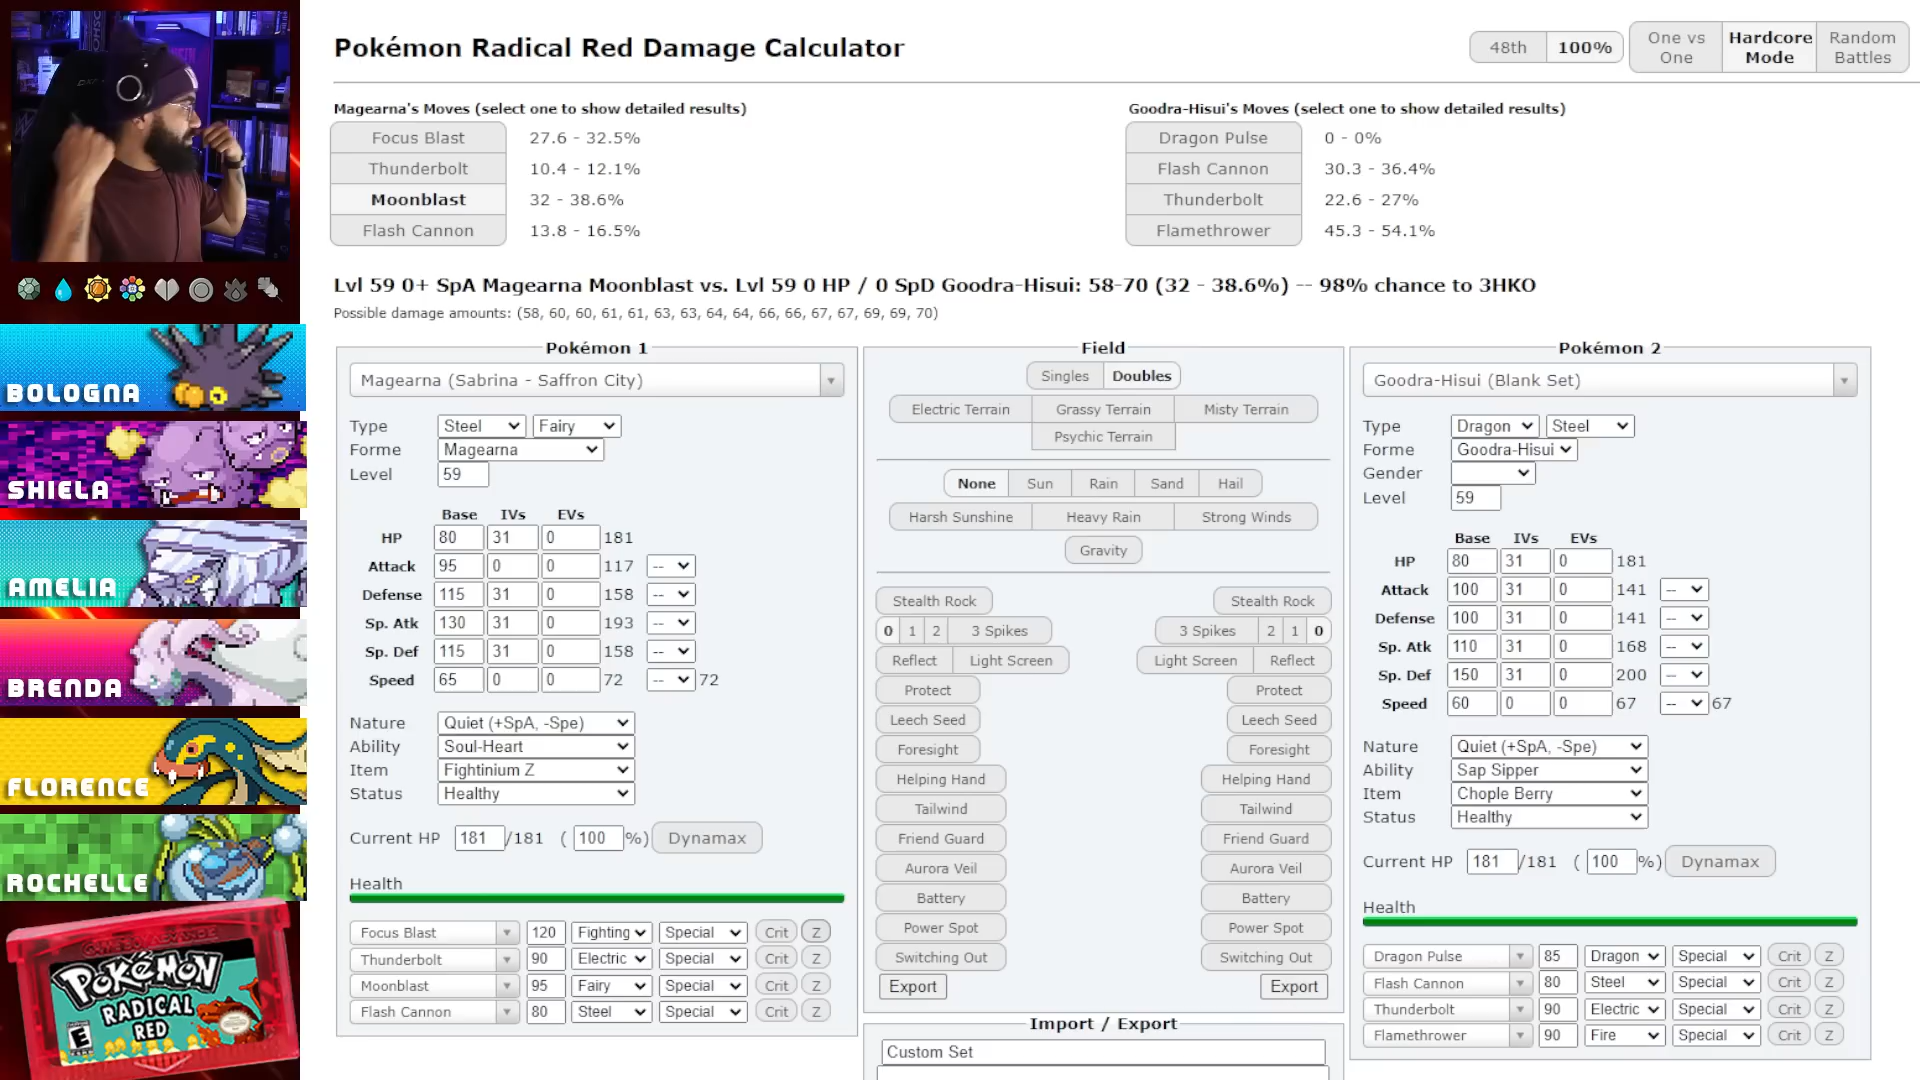 Pokémon Radical Red Damage Calculator
48th 100%
One vs One
Hardcore Mode
Random Battles
Magearna's Moves (select one to show detailed results)
Focus Blast 27.6 - 32.5%
Thunderbolt 10.4 - 12.1%
Moonblast 32 - 38.6%
Flash Cannon 13.8 - 16.5%
Goodra-Hisui's Moves (select one to show detailed results)
Dragon Pulse 0 - 0%
Flash Cannon 30.3 - 36.4%
Thunderbolt 22.6 - 27%
Flamethrower 45.3 - 54.1%
Lvl 59 0+ SpA Magearna Moonblast vs. Lvl 59 0 HP / 0 SpD Goodra-Hisui: 58-70 (32 - 38.6%) -- 98% chance to 3HKO
Possible damage amounts: (58, 60, 60, 61, 61, 63, 63, 64, 64, 66, 66, 67, 67, 69, 69, 70)
BOLOGNA
SHIELA
AMELIA
BRENDA
FLORENCE
ROCHELLE
GAME BOY ADVANCE
POKÉMON
RADICAL
RED
E
Pokémon 1
Magearna (Sabrina - Saffron City)
Type Steel Fairy
Forme Magearna
Level 59
Base IVs EVs
HP 80 31 0 181
Attack 95 0 0 117 --
Defense 115 31 0 158 --
Sp. Atk 130 31 0 193 --
Sp. Def 115 31 0 158 --
Speed 65 0 0 72 -- 72
Nature Quiet (+SpA, -Spe)
Ability Soul-Heart
Item Fightinium Z
Status Healthy
Current HP 181 /181 ( 100 %) Dynamax
Health
Focus Blast 120 Fighting Special Crit Z
Thunderbolt 90 Electric Special Crit Z
Moonblast 95 Fairy Special Crit Z
Flash Cannon 80 Steel Special Crit Z
Field
Singles Doubles
Electric Terrain Grassy Terrain Misty Terrain
Psychic Terrain
None Sun Rain Sand Hail
Harsh Sunshine Heavy Rain Strong Winds
Gravity
Stealth Rock Stealth Rock
0 1 2 3 Spikes 3 Spikes 2 1 0
Reflect Light Screen Light Screen Reflect
Protect Protect
Leech Seed Leech Seed
Foresight Foresight
Helping Hand Helping Hand
Tailwind Tailwind
Friend Guard Friend Guard
Aurora Veil Aurora Veil
Battery Battery
Power Spot Power Spot
Switching Out Switching Out
Export Export
Import / Export
Custom Set
Pokémon 2
Goodra-Hisui (Blank Set)
Type Dragon Steel
Forme Goodra-Hisui
Gender
Level 59
Base IVs EVs
HP 80 31 0 181
Attack 100 31 0 141 --
Defense 100 31 0 141 --
Sp. Atk 110 31 0 168 --
Sp. Def 150 31 0 200 --
Speed 60 0 0 67 -- 67
Nature Quiet (+SpA, -Spe)
Ability Sap Sipper
Item Chople Berry
Status Healthy
Current HP 181 /181 ( 100 %) Dynamax
Health
Dragon Pulse 85 Dragon Special Crit Z
Flash Cannon 80 Steel Special Crit Z
Thunderbolt 90 Electric Special Crit Z
Flamethrower 90 Fire Special Crit Z